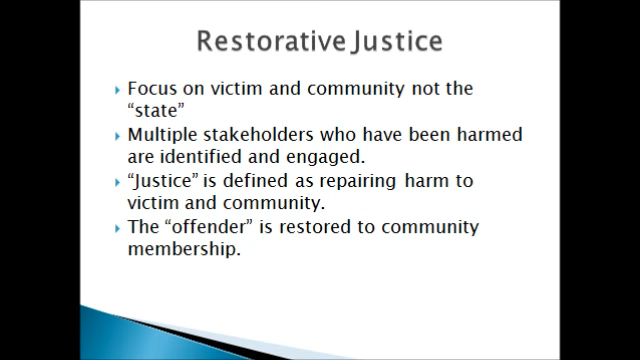 Restorative Justice
Focus on victim and community not the
“state”
Multiple stakeholders who have been harmed
are identified and engaged.
“Justice” is defined as repairing harm to
victim and community.
The “offender” is restored to community
membership.